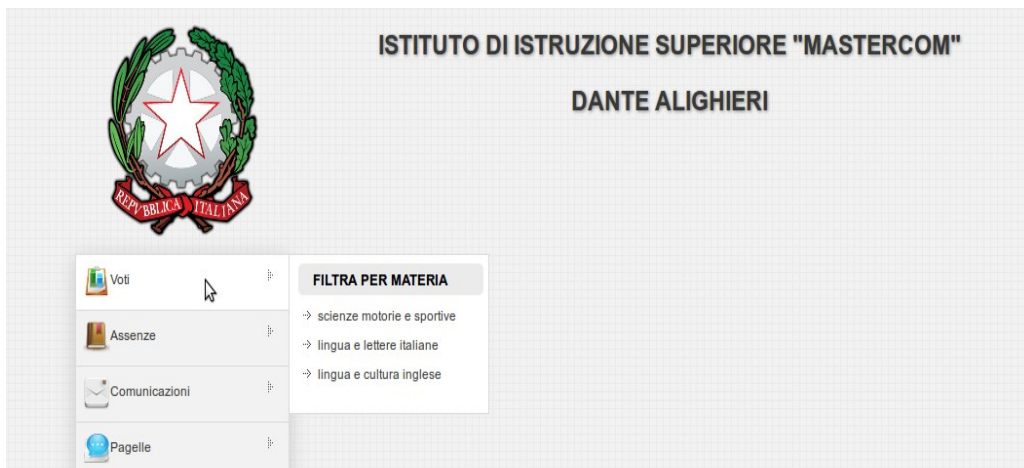 ISTITUTO DI ISTRUZIONE SUPERIORE "MASTERCOM"
DANTE ALIGHIERI
REPVBBLICA ITALIANA
Voti
FILTRA PER MATERIA
scienze motorie e sportive
Assenze
lingua e lettere italiane
lingua e cultura inglese
Comunicazioni
Pagelle